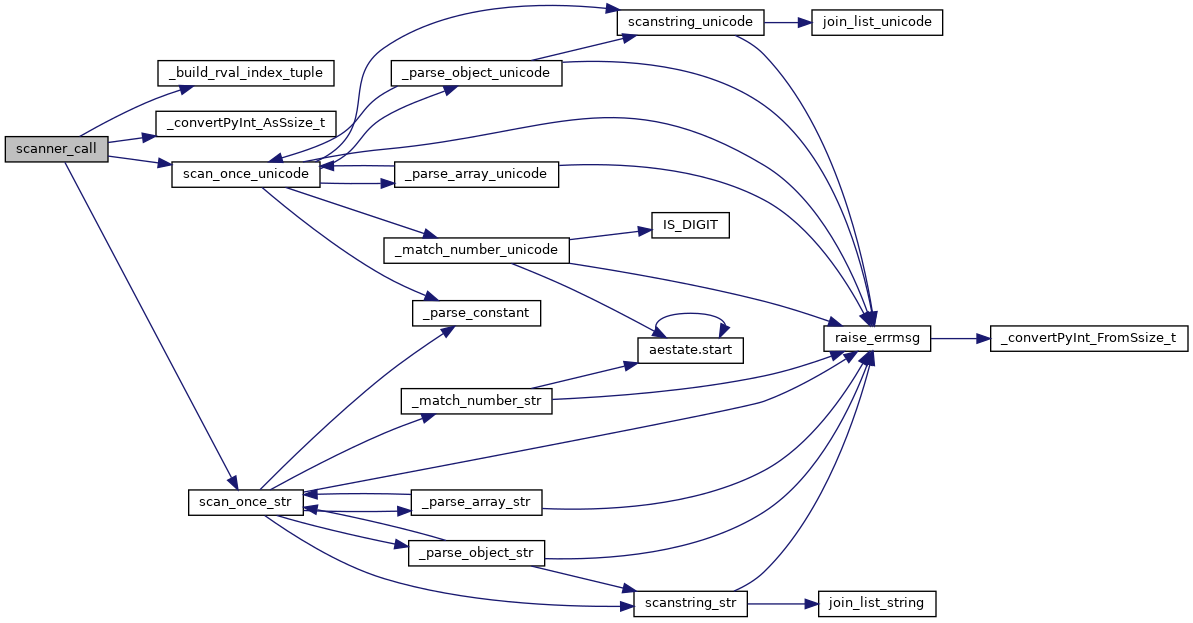 scanner_call
_build_rval_index_tuple
_convertPyInt_AsSsize_t
scan_once_unicode
scan_once_str
scanstring_unicode
join_list_unicode
_parse_object_unicode
_parse_array_unicode
_match_number_unicode
IS_DIGIT
_parse_constant
aestate.start
raise_errmsg
_convertPyInt_FromSsize_t
_match_number_str
_parse_array_str
_parse_object_str
scanstring_str
join_list_string